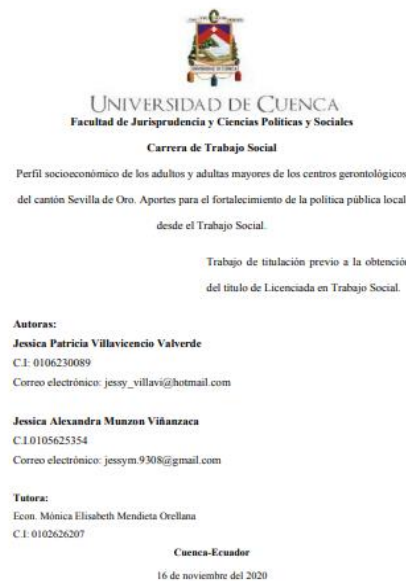 UNIVERSIDAD DE CUENCA
Facultad de Jurisprudencia y Ciencias Políticas y Sociales
Carrera de Trabajo Social
Perfil socioeconómico de los adultos y adultas mayores de los centros gerontológicos
del cantón Sevilla de Oro. Aportes para el fortalecimiento de la política pública local
desde el Trabajo Social.
Trabajo de titulación previo a la obtención
del título de Licenciada en Trabajo Social.
Autoras:
Jessica Patricia Villavicencio Valverde
C.I: 0106230089
Correo electrónico: jessy_villavi@hotmail.com
Jessica Alexandra Munzon Viñanzaca
C.I.0105625354
Correo electrónico: jessym.9308@gmail.com
Tutora:
Econ. Mónica Elisabeth Mendieta Orellana
C.I: 0102626207
Cuenca-Ecuador
16 de noviembre del 2020